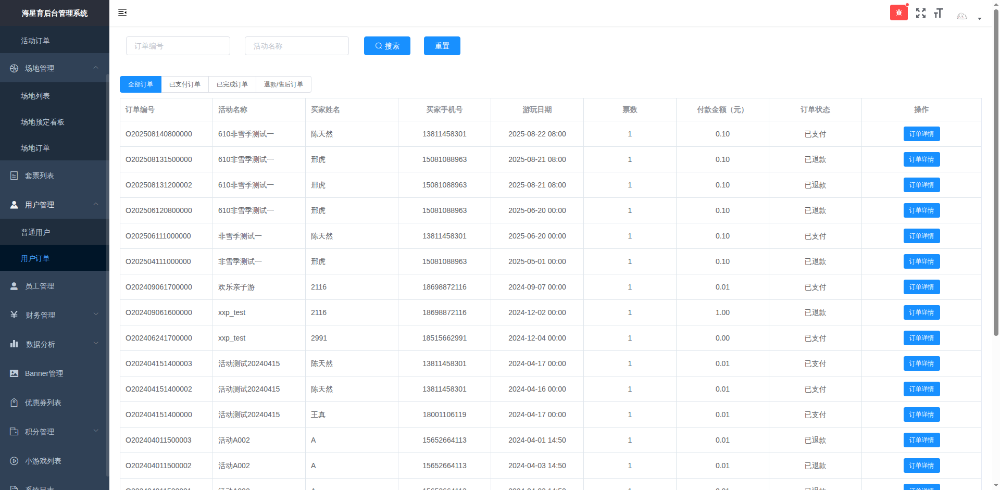 海星育后台管理系统
活动订单
场地管理
场地列表
场地预定看板
场地订单
套票列表
用户管理
普通用户
用户订单
员工管理
财务管理
数据分析
Banner管理
优惠券列表
积分管理
小游戏列表
系统日志
订单编号 活动名称 搜索 重置
全部订单 已支付订单 已完成订单 退款/售后订单
订单编号 活动名称 买家姓名 买家手机号 游玩日期 票数 付款金额（元） 订单状态 操作
O202508140800000 610非雪季测试一 陈天然 13811458301 2025-08-22 08:00 1 0.10 已支付 订单详情
O202508131500000 610非雪季测试一 邢虎 15081088963 2025-08-21 08:00 1 0.10 已退款 订单详情
O202508131200002 610非雪季测试一 邢虎 15081088963 2025-08-21 08:00 1 0.10 已退款 订单详情
O202506120800000 610非雪季测试一 邢虎 15081088963 2025-06-20 00:00 1 0.10 已退款 订单详情
O202506111000000 非雪季测试一 陈天然 13811458301 2025-06-20 00:00 1 0.10 已支付 订单详情
O202504111000000 非雪季测试一 邢虎 15081088963 2025-05-01 00:00 1 0.10 已退款 订单详情
O202409061700000 欢乐亲子游 2116 18698872116 2024-09-07 00:00 1 0.01 已支付 订单详情
O202409061600000 xxp_test 2116 18698872116 2024-12-02 00:00 1 1.00 已退款 订单详情
O202406241700000 xxp_test 2991 18515662991 2024-12-04 00:00 1 0.00 已支付 订单详情
O202404151400003 活动测试20240415 陈天然 13811458301 2024-04-17 00:00 1 0.01 已支付 订单详情
O202404151400002 活动测试20240415 陈天然 13811458301 2024-04-16 00:00 1 0.01 已支付 订单详情
O202404151400000 活动测试20240415 王真 18001106119 2024-04-17 00:00 1 0.01 已支付 订单详情
O202404011500003 活动A002 A 15652664113 2024-04-01 14:50 1 0.01 已退款 订单详情
O202404011500002 活动A002 A 15652664113 2024-04-03 14:50 1 0.01 已退款 订单详情